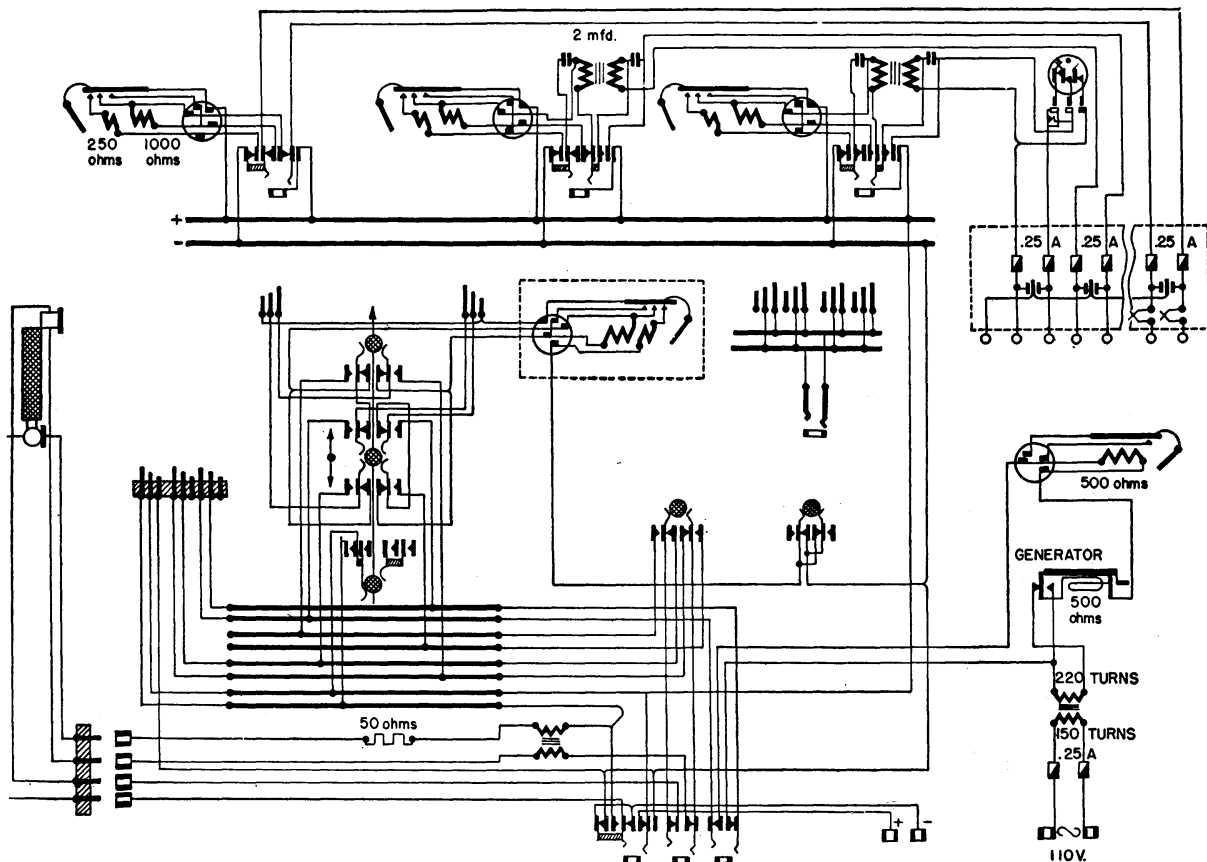 2 mfd.
250 ohms
1000 ohms
+
-
.25 A
.25 A
.25 A
500 ohms
GENERATOR
500 ohms
220 TURNS
150 TURNS
.25 A
50 ohms
+ -
110V.